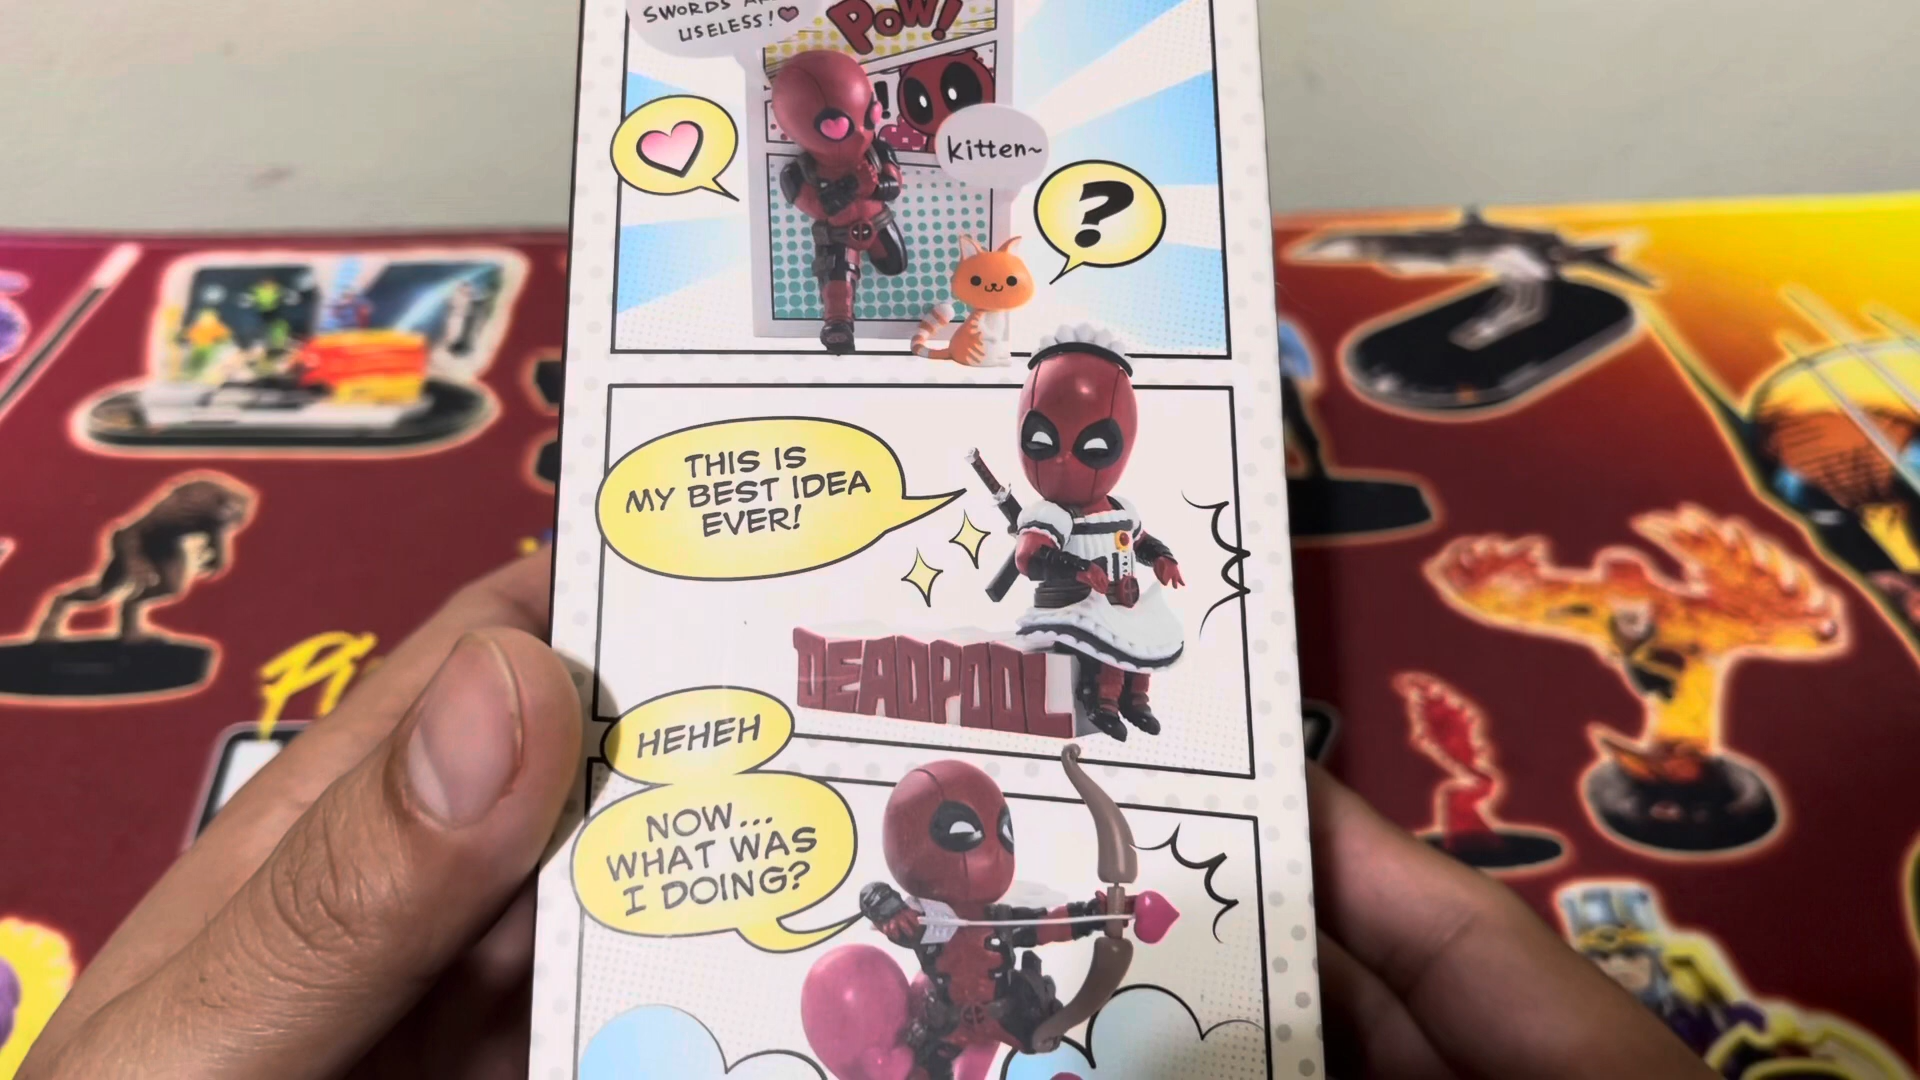 SWORDS
USELESS!
POW!
!
kitten~
?
THIS IS
MY BEST IDEA
EVER!
DEADPOOL
HEHEH
NOW...
WHAT WAS
I DOING?